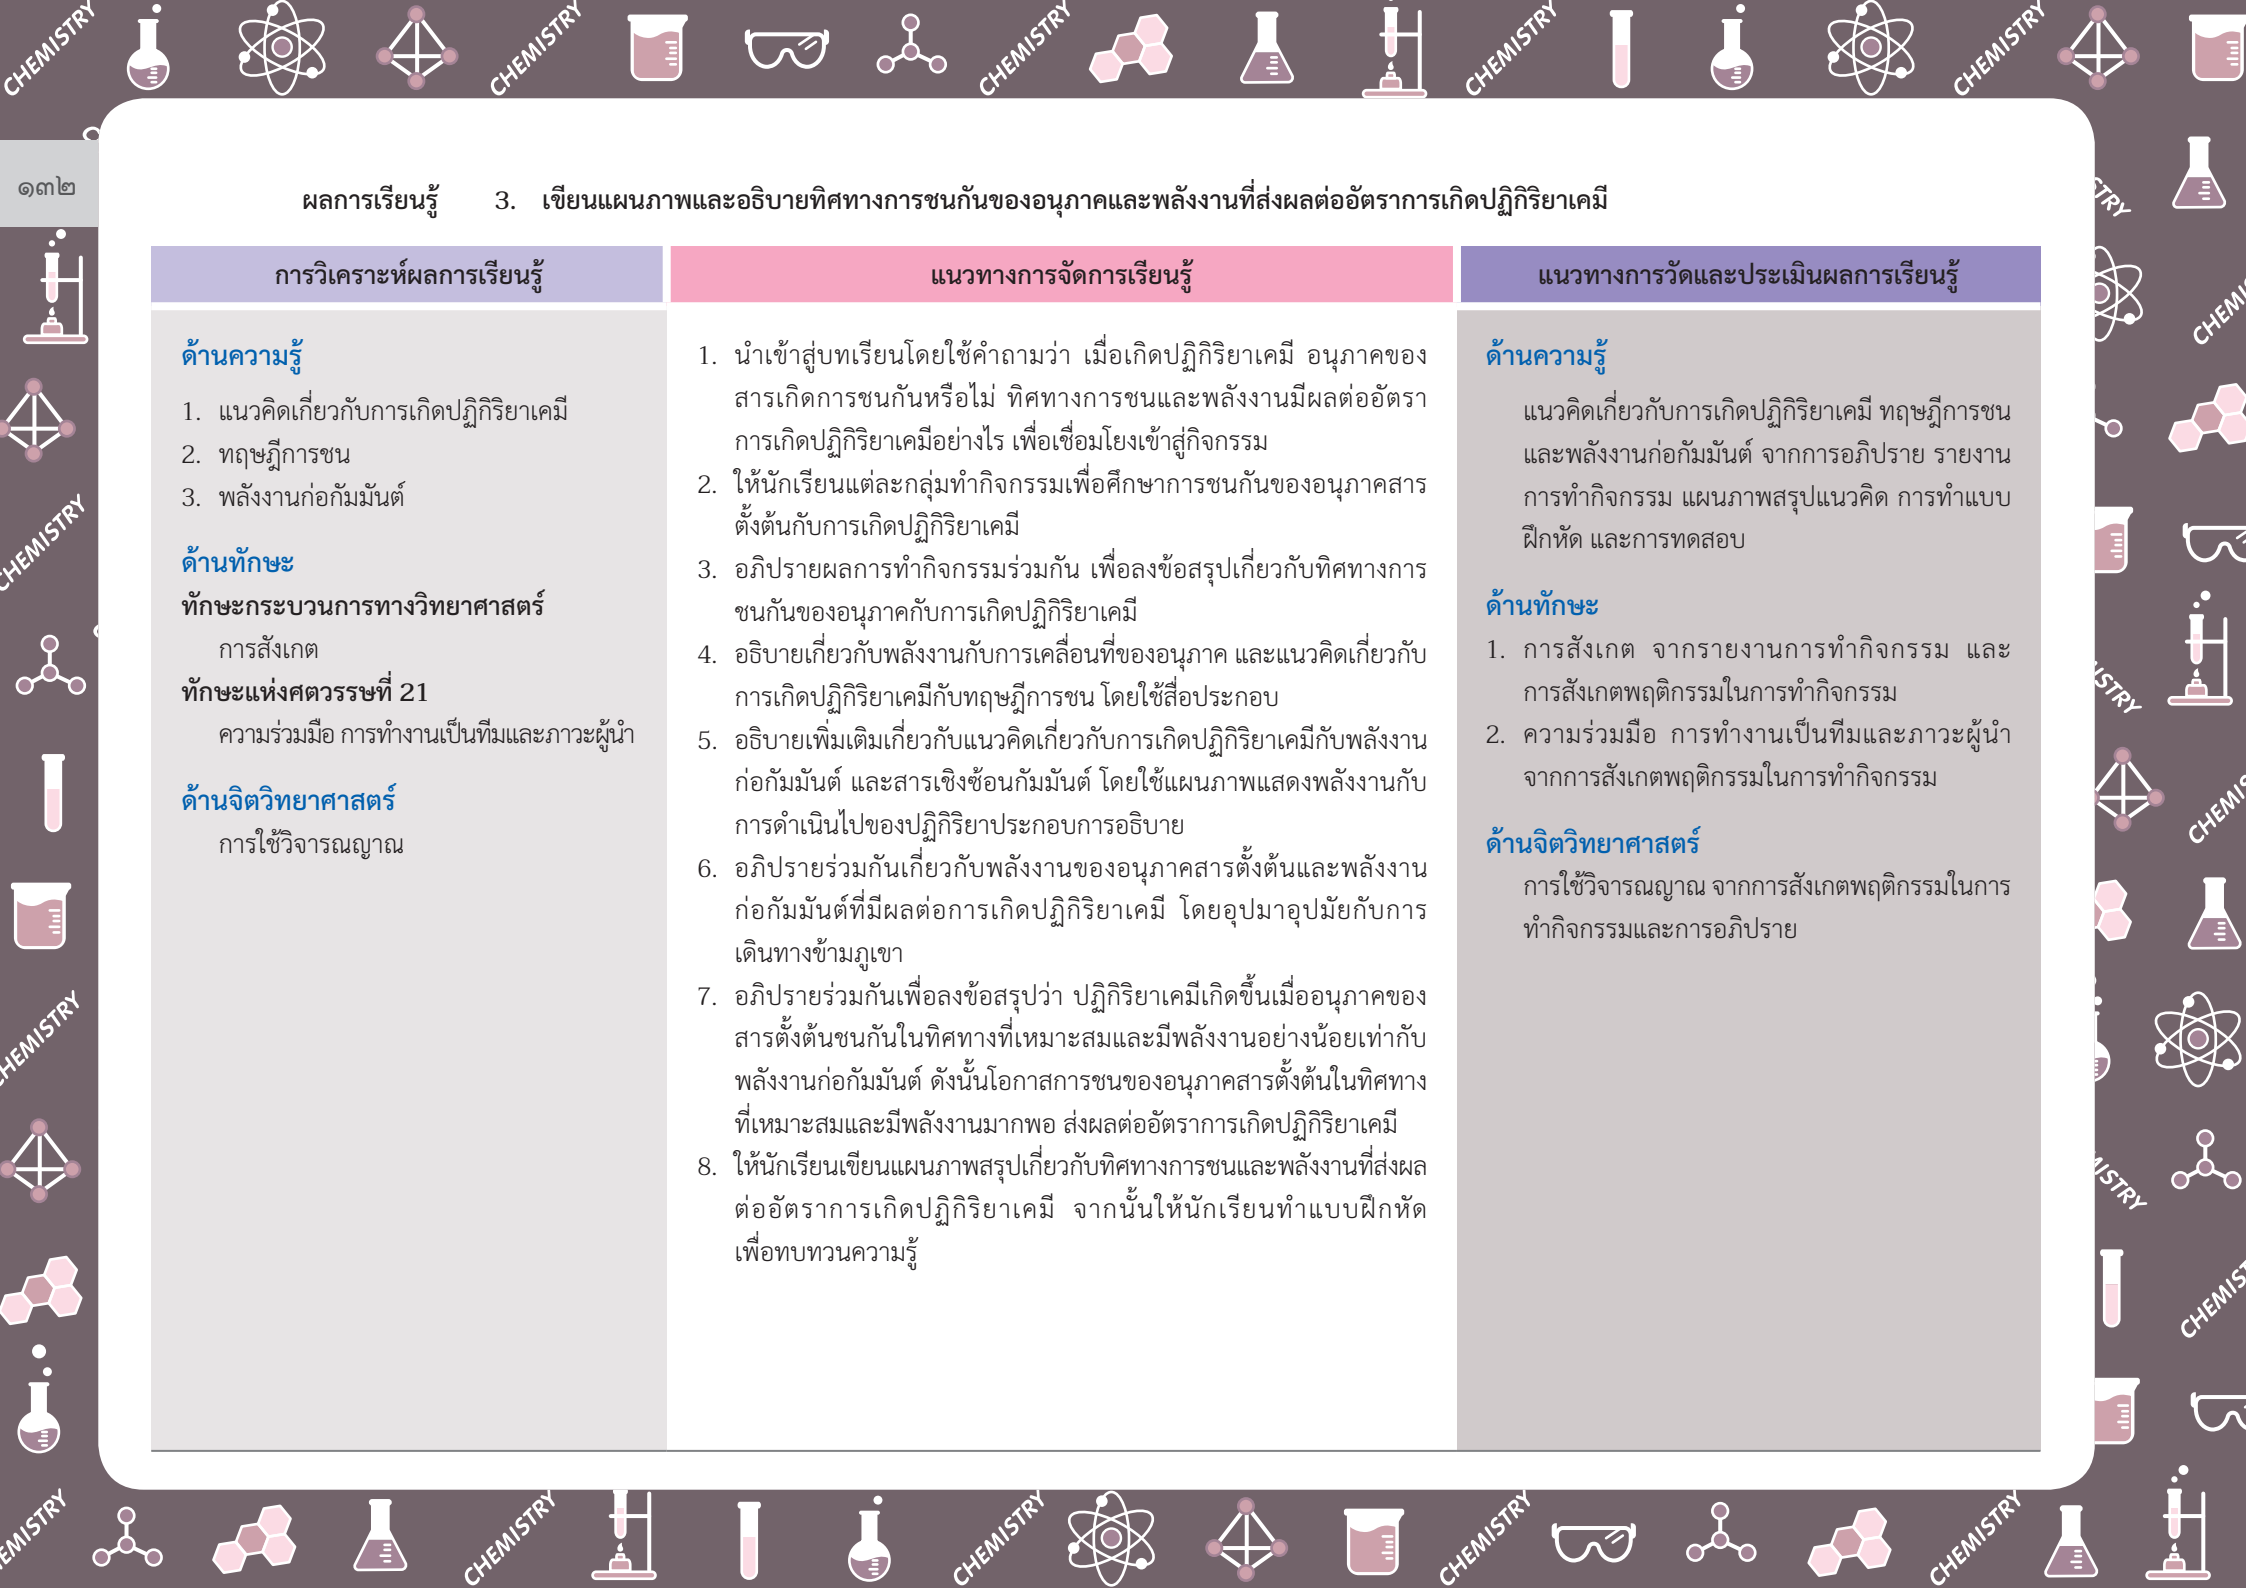 CHEMISTRY
CHEMISTRY
CHEMISTRY
CHEMISTRY
CHEMISTRY
๑๓๒
ผลการเรียนรู้ 3. เขียนแผนภาพและอธิบายทิศทางการชนกันของอนุภาคและพลังงานที่ส่งผลต่ออัตราการเกิดปฏิกิริยาเคมี
การวิเคราะห์ผลการเรียนรู้
ด้านความรู้
1. แนวคิดเกี่ยวกับการเกิดปฏิกิริยาเคมี
2. ทฤษฎีการชน
3. พลังงานก่อกัมมันต์
ด้านทักษะ
ทักษะกระบวนการทางวิทยาศาสตร์
การสังเกต
ทักษะแห่งศตวรรษที่ 21
ความร่วมมือ การทำงานเป็นทีมและภาวะผู้นำ
ด้านจิตวิทยาศาสตร์
การใช้วิจารณญาณ
แนวทางการจัดการเรียนรู้
1. นำเข้าสู่บทเรียนโดยใช้คำถามว่า เมื่อเกิดปฏิกิริยาเคมี อนุภาคของ
สารเกิดการชนกันหรือไม่ ทิศทางการชนและพลังงานมีผลต่ออัตรา
การเกิดปฏิกิริยาเคมีอย่างไร เพื่อเชื่อมโยงเข้าสู่กิจกรรม
2. ให้นักเรียนแต่ละกลุ่มทำกิจกรรมเพื่อศึกษาการชนกันของอนุภาคสาร
ตั้งต้นกับการเกิดปฏิกิริยาเคมี
3. อภิปรายผลการทำกิจกรรมร่วมกัน เพื่อลงข้อสรุปเกี่ยวกับทิศทางการ
ชนกันของอนุภาคกับการเกิดปฏิกิริยาเคมี
4. อธิบายเกี่ยวกับพลังงานกับการเคลื่อนที่ของอนุภาค และแนวคิดเกี่ยวกับ
การเกิดปฏิกิริยาเคมีกับทฤษฎีการชน โดยใช้สื่อประกอบ
5. อธิบายเพิ่มเติมเกี่ยวกับแนวคิดเกี่ยวกับการเกิดปฏิกิริยาเคมีกับพลังงาน
ก่อกัมมันต์ และสารเชิงซ้อนกัมมันต์ โดยใช้แผนภาพแสดงพลังงานกับ
การดำเนินไปของปฏิกิริยาประกอบการอธิบาย
6. อภิปรายร่วมกันเกี่ยวกับพลังงานของอนุภาคสารตั้งต้นและพลังงาน
ก่อกัมมันต์ที่มีผลต่อการเกิดปฏิกิริยาเคมี โดยอุปมาอุปมัยกับการ
เดินทางข้ามภูเขา
7. อภิปรายร่วมกันเพื่อลงข้อสรุปว่า ปฏิกิริยาเคมีเกิดขึ้นเมื่ออนุภาคของ
สารตั้งต้นชนกันในทิศทางที่เหมาะสมและมีพลังงานอย่างน้อยเท่ากับ
พลังงานก่อกัมมันต์ ดังนั้นโอกาสการชนของอนุภาคสารตั้งต้นในทิศทาง
ที่เหมาะสมและมีพลังงานมากพอ ส่งผลต่ออัตราการเกิดปฏิกิริยาเคมี
8. ให้นักเรียนเขียนแผนภาพสรุปเกี่ยวกับทิศทางการชนและพลังงานที่ส่งผล
ต่ออัตราการเกิดปฏิกิริยาเคมี จากนั้นให้นักเรียนทำแบบฝึกหัด
เพื่อทบทวนความรู้
แนวทางการวัดและประเมินผลการเรียนรู้
ด้านความรู้
แนวคิดเกี่ยวกับการเกิดปฏิกิริยาเคมี ทฤษฎีการชน
และพลังงานก่อกัมมันต์ จากการอภิปราย รายงาน
การทำกิจกรรม แผนภาพสรุปแนวคิด การทำแบบ
ฝึกหัด และการทดสอบ
ด้านทักษะ
1. การสังเกต จากรายงานการทำกิจกรรม และ
การสังเกตพฤติกรรมในการทำกิจกรรม
2. ความร่วมมือ การทำงานเป็นทีมและภาวะผู้นำ
จากการสังเกตพฤติกรรมในการทำกิจกรรม
ด้านจิตวิทยาศาสตร์
การใช้วิจารณญาณ จากการสังเกตพฤติกรรมในการ
ทำกิจกรรมและการอภิปราย
CHEMISTRY
CHEMISTRY
CHEMISTRY
CHEMISTRY